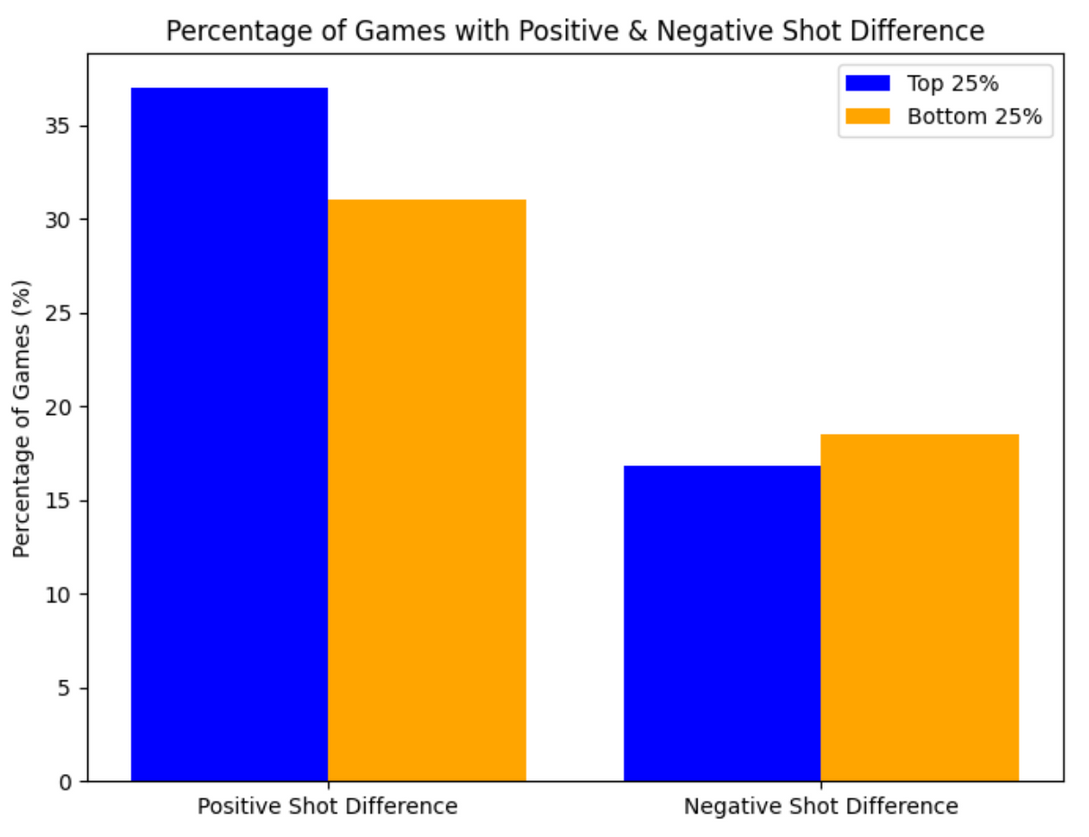 Percentage of Games with Positive & Negative Shot Difference
Top 25%
Bottom 25%
Percentage of Games (%)
35
30
25
20
15
10
5
0
Positive Shot Difference
Negative Shot Difference